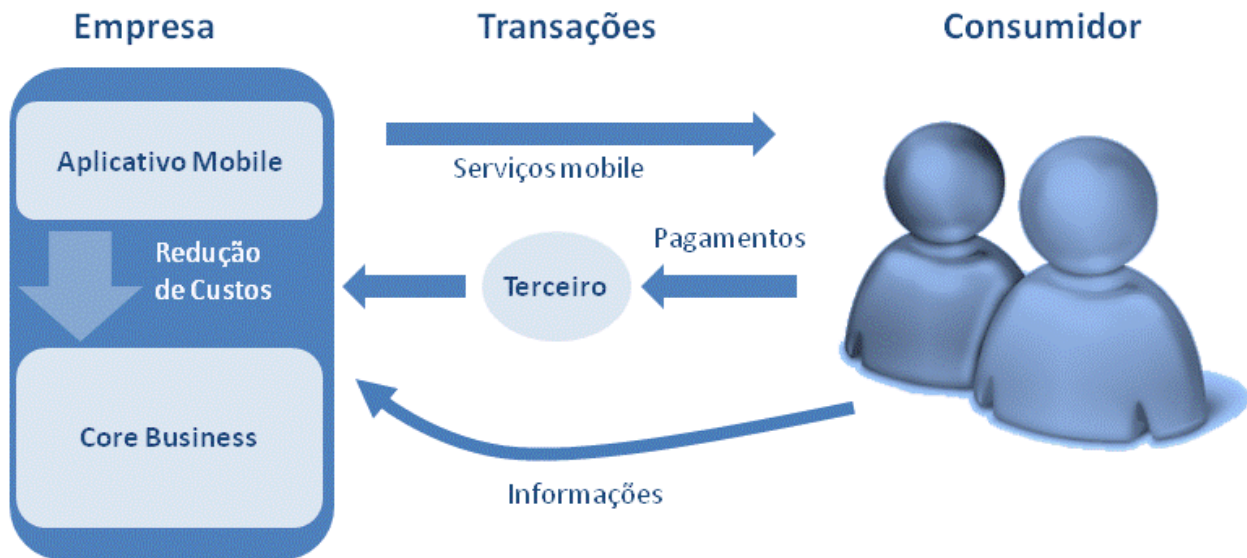 Empresa
Transações
Consumidor
Aplicativo Mobile
Serviços mobile
Redução
de Custos
Pagamentos
Terceiro
Core Business
Informações